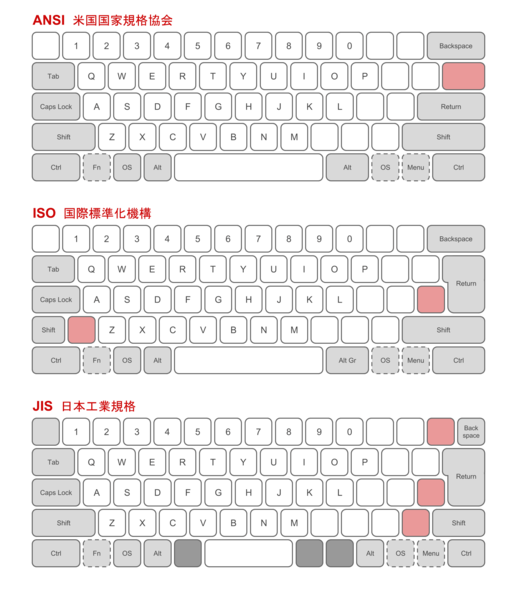 ANSI 米国国家規格協会
1 2 3 4 5 6 7 8 9 0 Backspace
Tab Q W E R T Y U I O P
Caps Lock A S D F G H J K L Return
Shift Z X C V B N M Shift
Ctrl Fn OS Alt Alt OS Menu Ctrl
ISO 国際標準化機構
1 2 3 4 5 6 7 8 9 0 Backspace
Tab Q W E R T Y U I O P Return
Caps Lock A S D F G H J K L
Shift Z X C V B N M Shift
Ctrl Fn OS Alt Alt Gr OS Menu Ctrl
JIS 日本工業規格
1 2 3 4 5 6 7 8 9 0 Back space
Tab Q W E R T Y U I O P Return
Caps Lock A S D F G H J K L
Shift Z X C V B N M Shift
Ctrl Fn OS Alt Alt OS Menu Ctrl